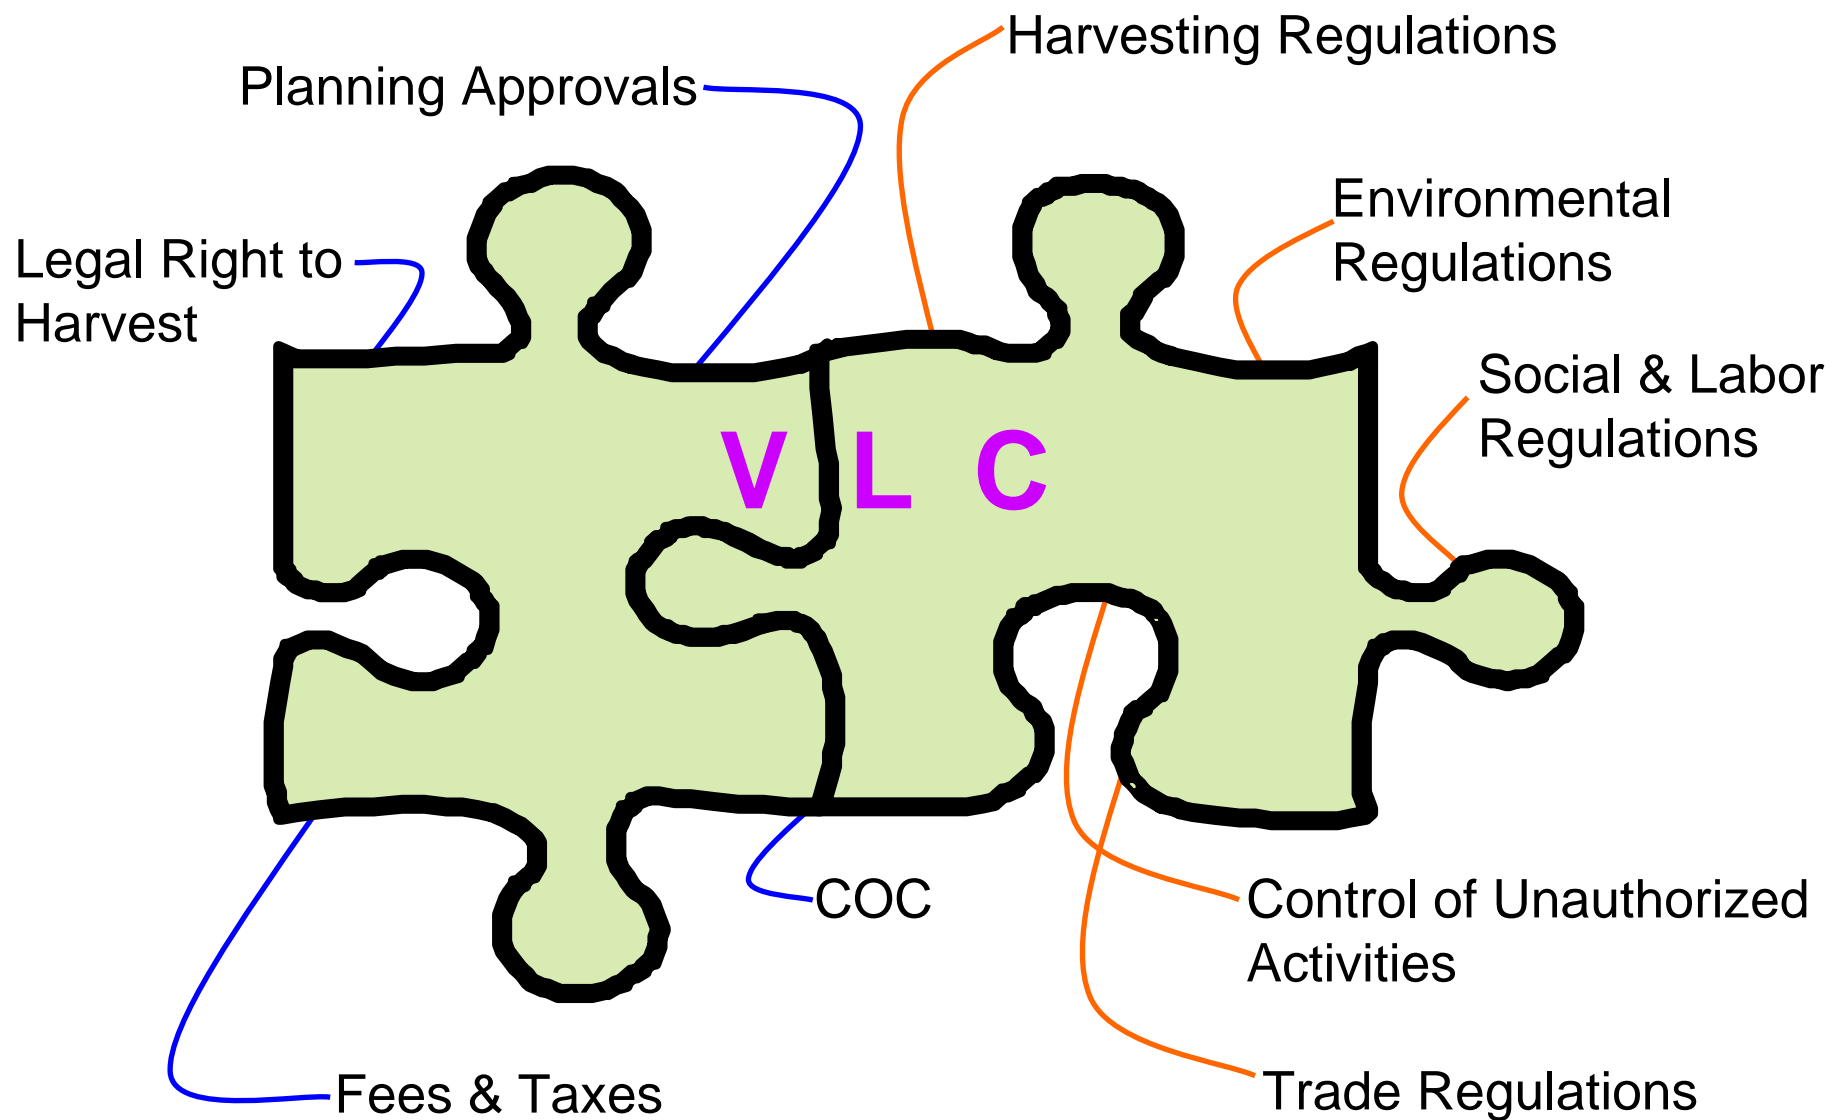 Harvesting Regulations
Planning Approvals
Environmental
Regulations
Legal Right to
Harvest
Social & Labor
Regulations
V L C
COC
Control of Unauthorized
Activities
Fees & Taxes
Trade Regulations